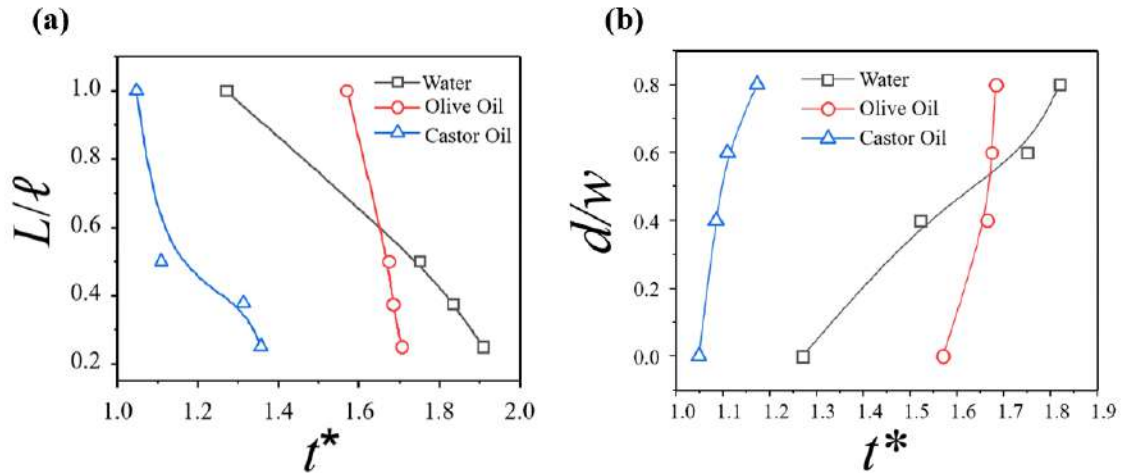 (a)
L/ℓ
1.0
0.8
0.6
0.4
0.2
Water
Olive Oil
Castor Oil
1.0 1.2 1.4 1.6 1.8 2.0
t*
(b)
d/w
0.8
0.6
0.4
0.2
0.0
Water
Olive Oil
Castor Oil
1.0 1.1 1.2 1.3 1.4 1.5 1.6 1.7 1.8 1.9
t*